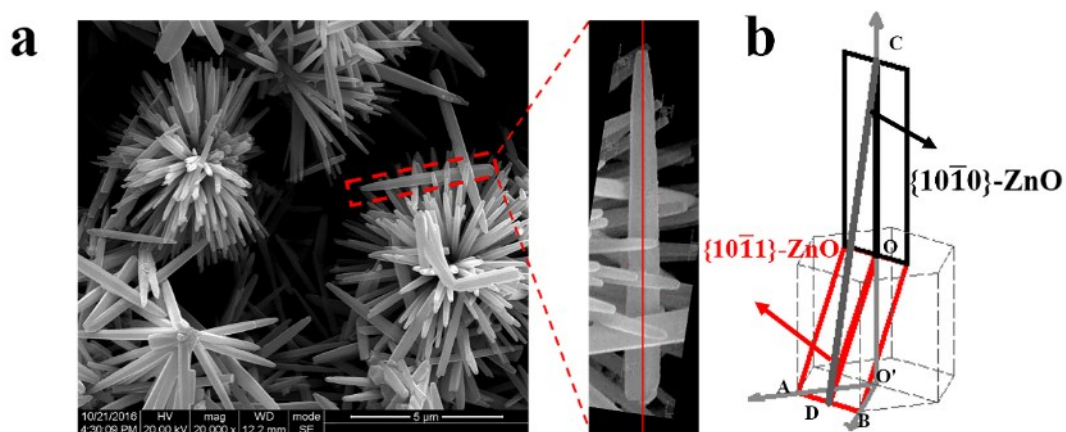 a
b
C
{101̅0}-ZnO
O
{101̅1}-ZnO
O'
A
D
B
10/21/2016 HV mag WD mode
4:30:09 PM 20.00 kV 20 000 x 12.2 mm SE
5 µm